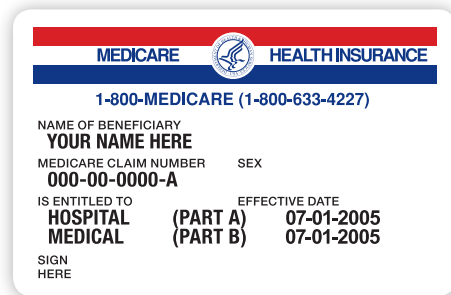 MEDICARE HEALTH INSURANCE
1-800-MEDICARE (1-800-633-4227)
NAME OF BENEFICIARY
YOUR NAME HERE
MEDICARE CLAIM NUMBER SEX
000-00-0000-A
IS ENTITLED TO EFFECTIVE DATE
HOSPITAL (PART A) 07-01-2005
MEDICAL (PART B) 07-01-2005
SIGN
HERE